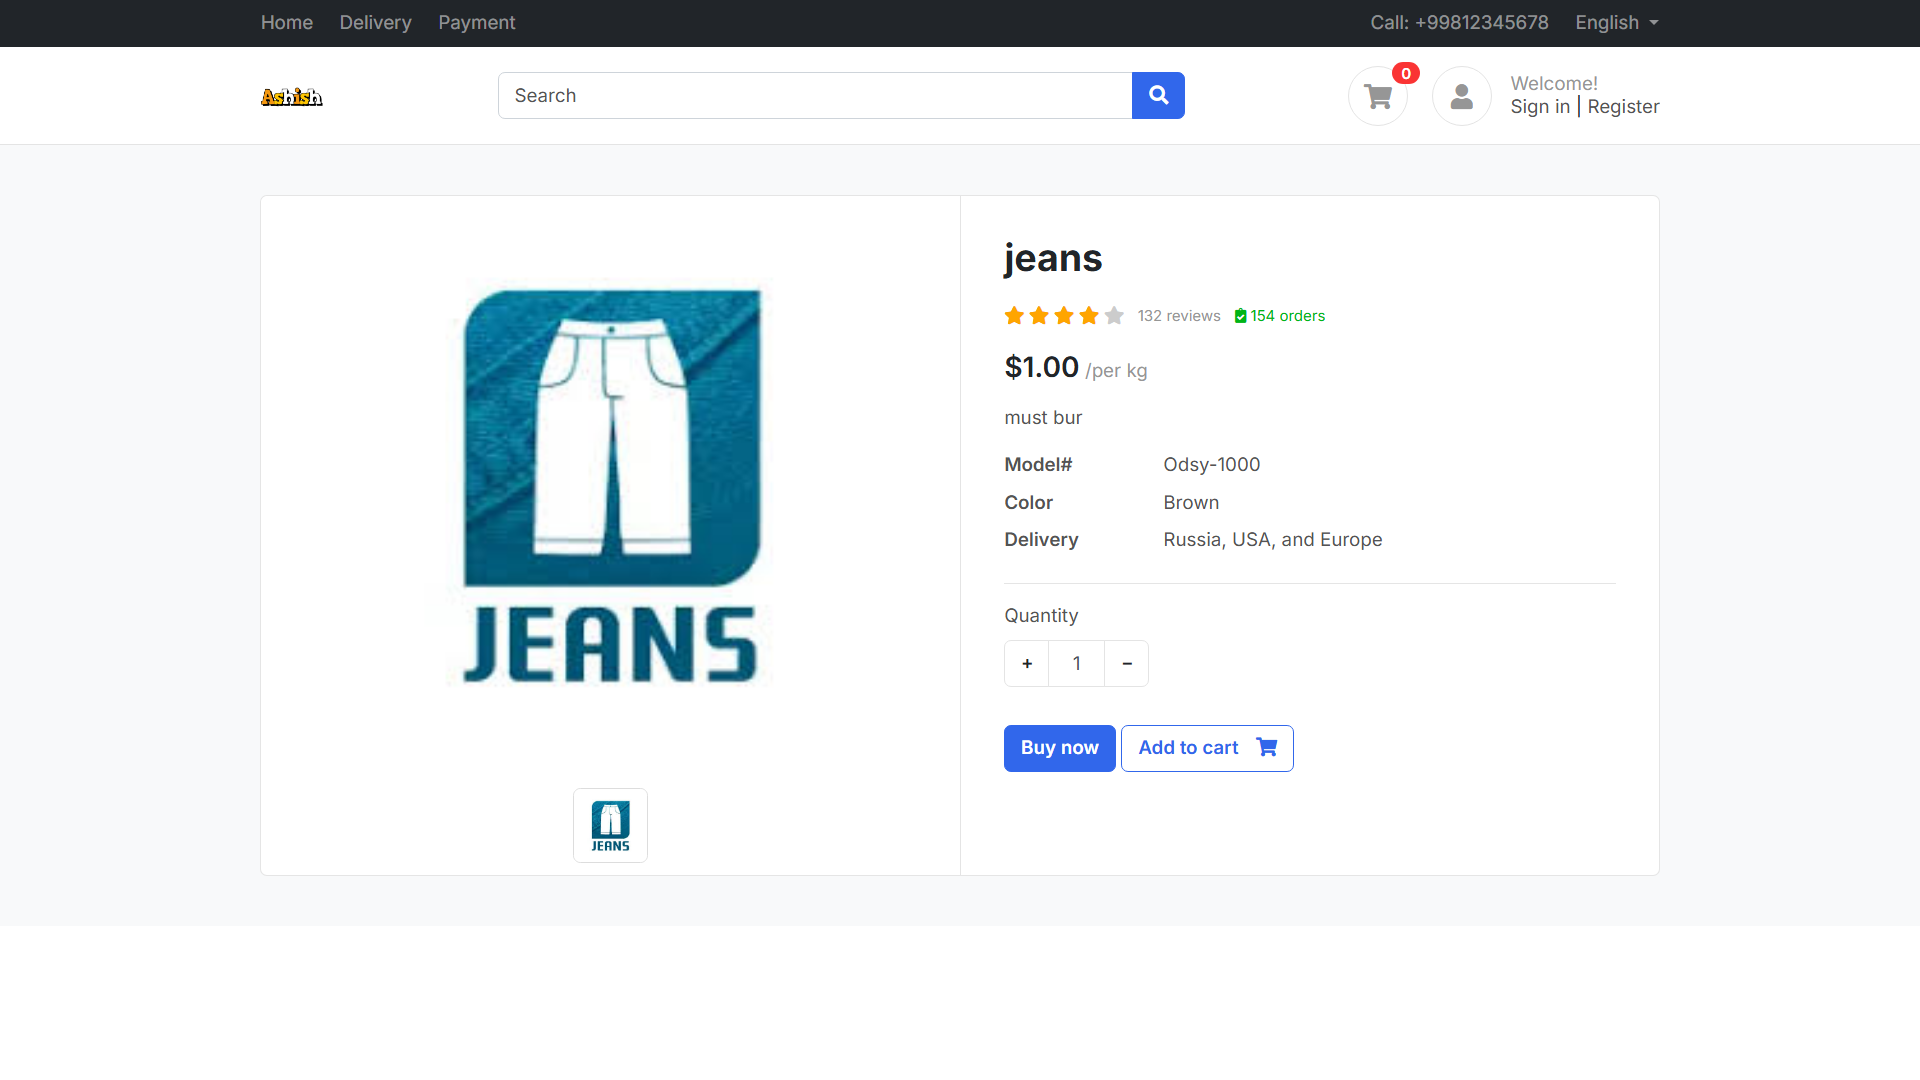 Home Delivery Payment Call: +99812345678 English
Ashish
Search
0
Welcome!
Sign in | Register
JEANS
JEANS
jeans
132 reviews 154 orders
$1.00 /per kg
must bur
Model# Odsy-1000
Color Brown
Delivery Russia, USA, and Europe
Quantity
+ 1 −
Buy now Add to cart